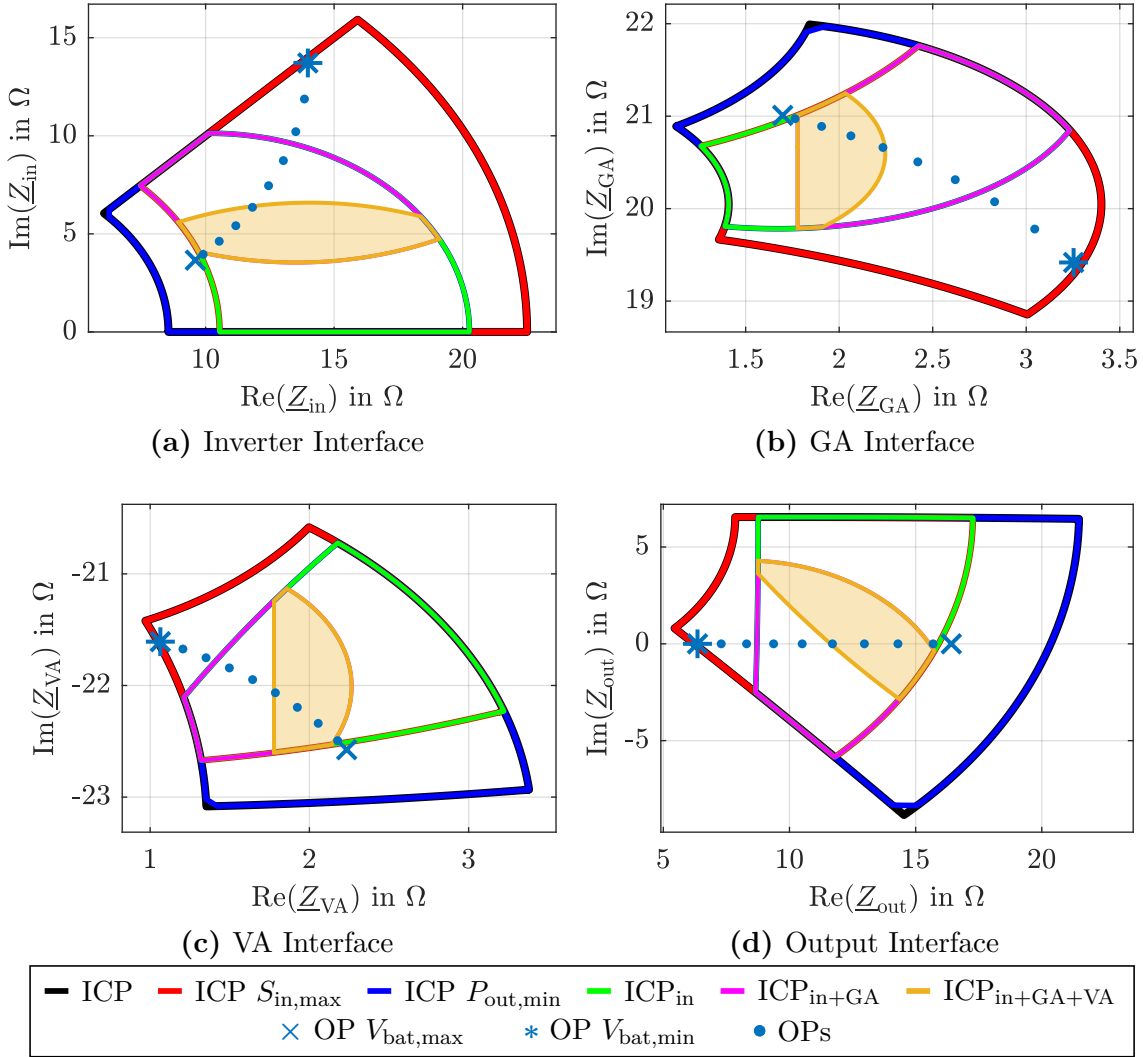 15
10
5
0
10
15
20
Im(Z_in) in Ω
Re(Z_in) in Ω
(a) Inverter Interface
22
21
20
19
1.5
2
2.5
3
3.5
Im(Z_GA) in Ω
Re(Z_GA) in Ω
(b) GA Interface
-21
-22
-23
1
2
3
Im(Z_VA) in Ω
Re(Z_VA) in Ω
(c) VA Interface
5
0
-5
5
10
15
20
Im(Z_out) in Ω
Re(Z_out) in Ω
(d) Output Interface
ICP ICP S_in,max ICP P_out,min ICP_in ICP_in+GA ICP_in+GA+VA
OP V_bat,max OP V_bat,min OPs